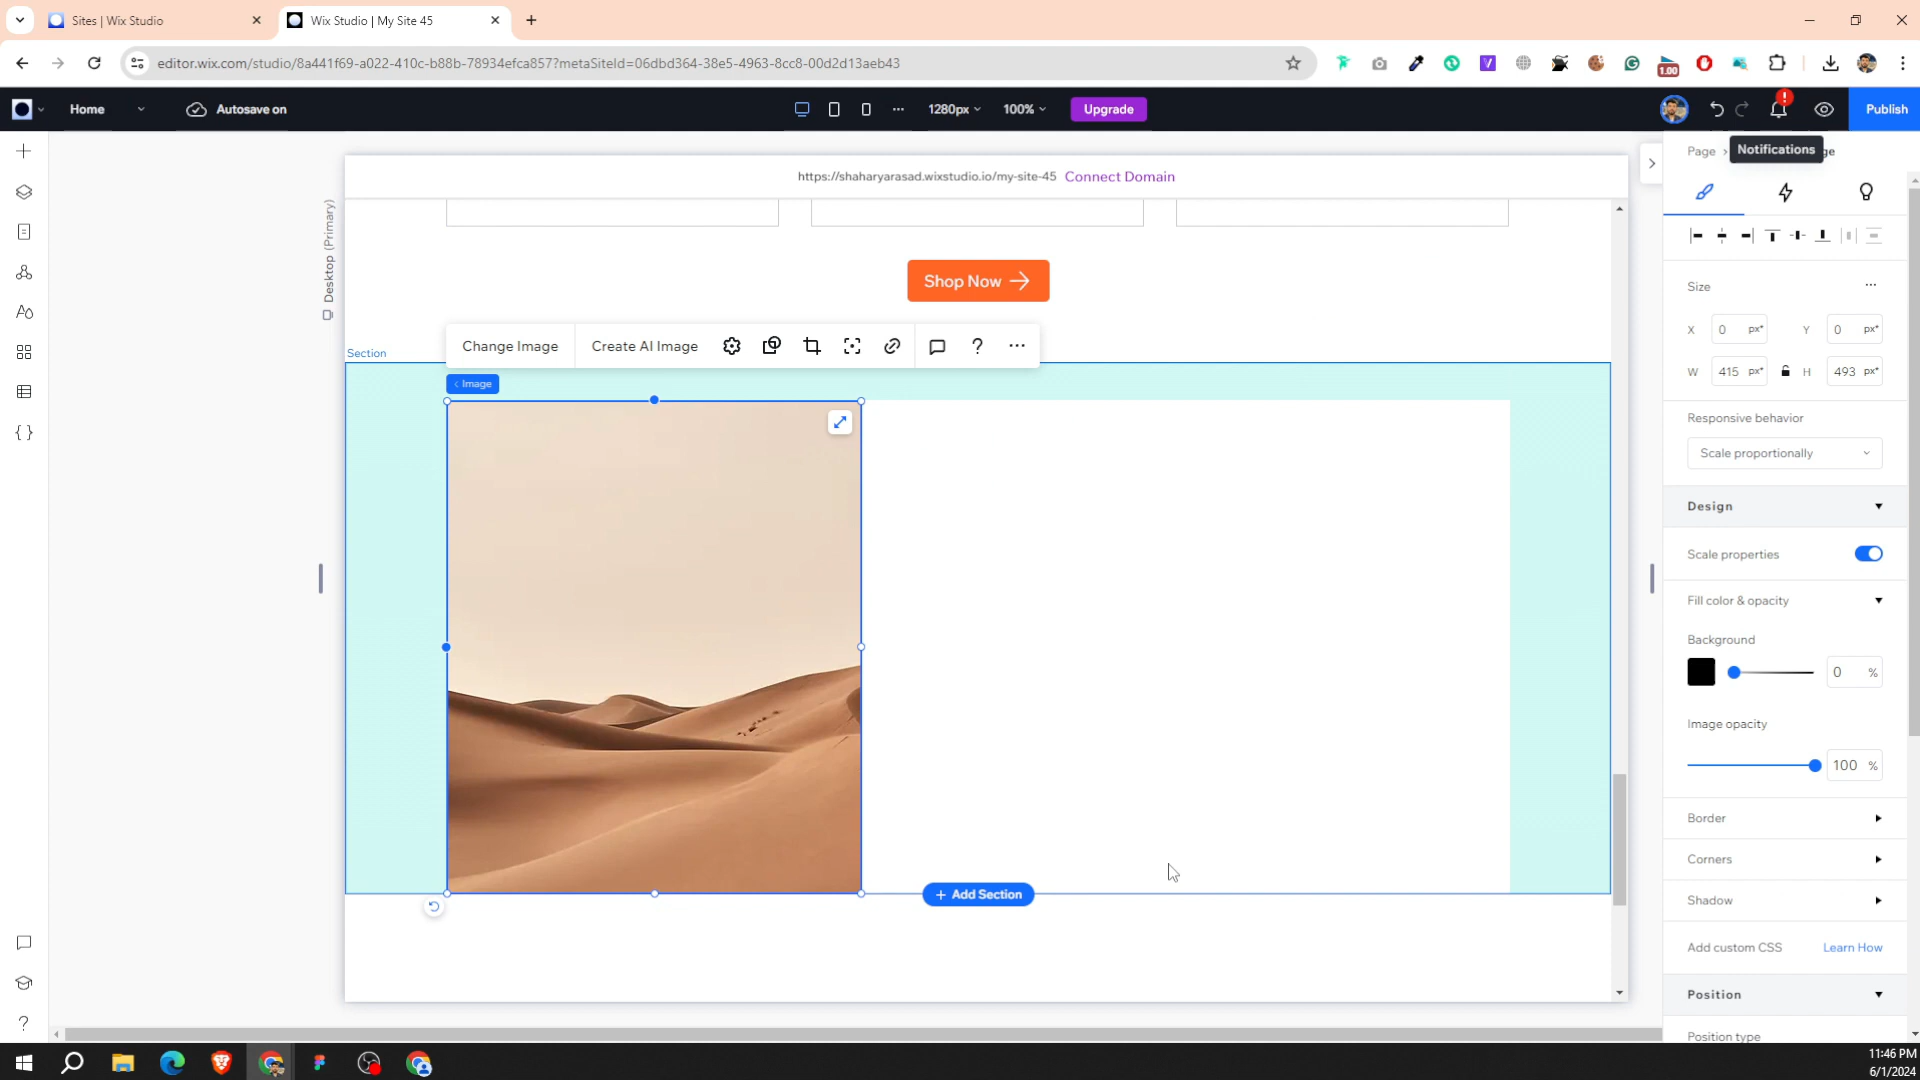 Sites | Wix Studio
Wix Studio | My Site 45
editor.wix.com/studio/8a441f69-a022-410c-b88b-78934efca857?metaSiteId=06dbd364-38e5-4963-8cc8-00d2d13aeb43
1.00
Home
Autosave on
1280px
100%
Upgrade
Publish
Page
Notifications
https://shaharyarasad.wixstudio.io/my-site-45 Connect Domain
Desktop (Primary)
Shop Now
Section
Change Image
Create AI Image
Image
+ Add Section
Size
X 0 px*
Y 0 px*
W 415 px*
H 493 px*
Responsive behavior
Scale proportionally
Design
Scale properties
Fill color & opacity
Background
0 %
Image opacity
100 %
Border
Corners
Shadow
Add custom CSS
Learn How
Position
Position type
11:46 PM
6/1/2024